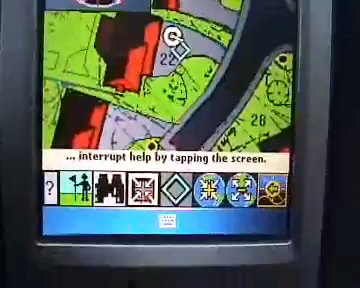 22
28
... interrupt help by tapping the screen.
?